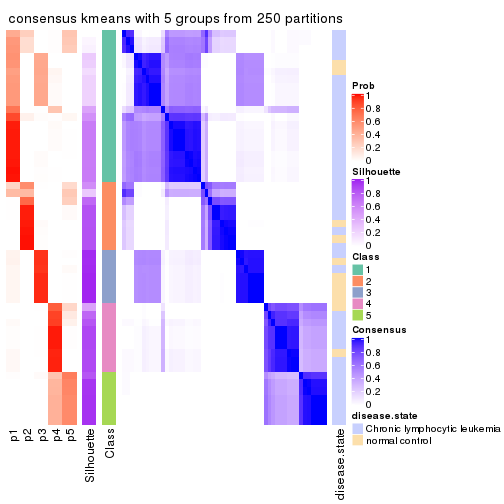 consensus kmeans with 5 groups from 250 partitions
Prob
1
0.8
0.6
0.4
0.2
0
Silhouette
1
0.8
0.6
0.4
0.2
0
Class
1
2
3
4
5
Consensus
1
0.8
0.6
0.4
0.2
0
disease.state
Chronic lymphocytic leukemia
normal control
p1
p2
p3
p4
p5
Silhouette
Class
disease.state